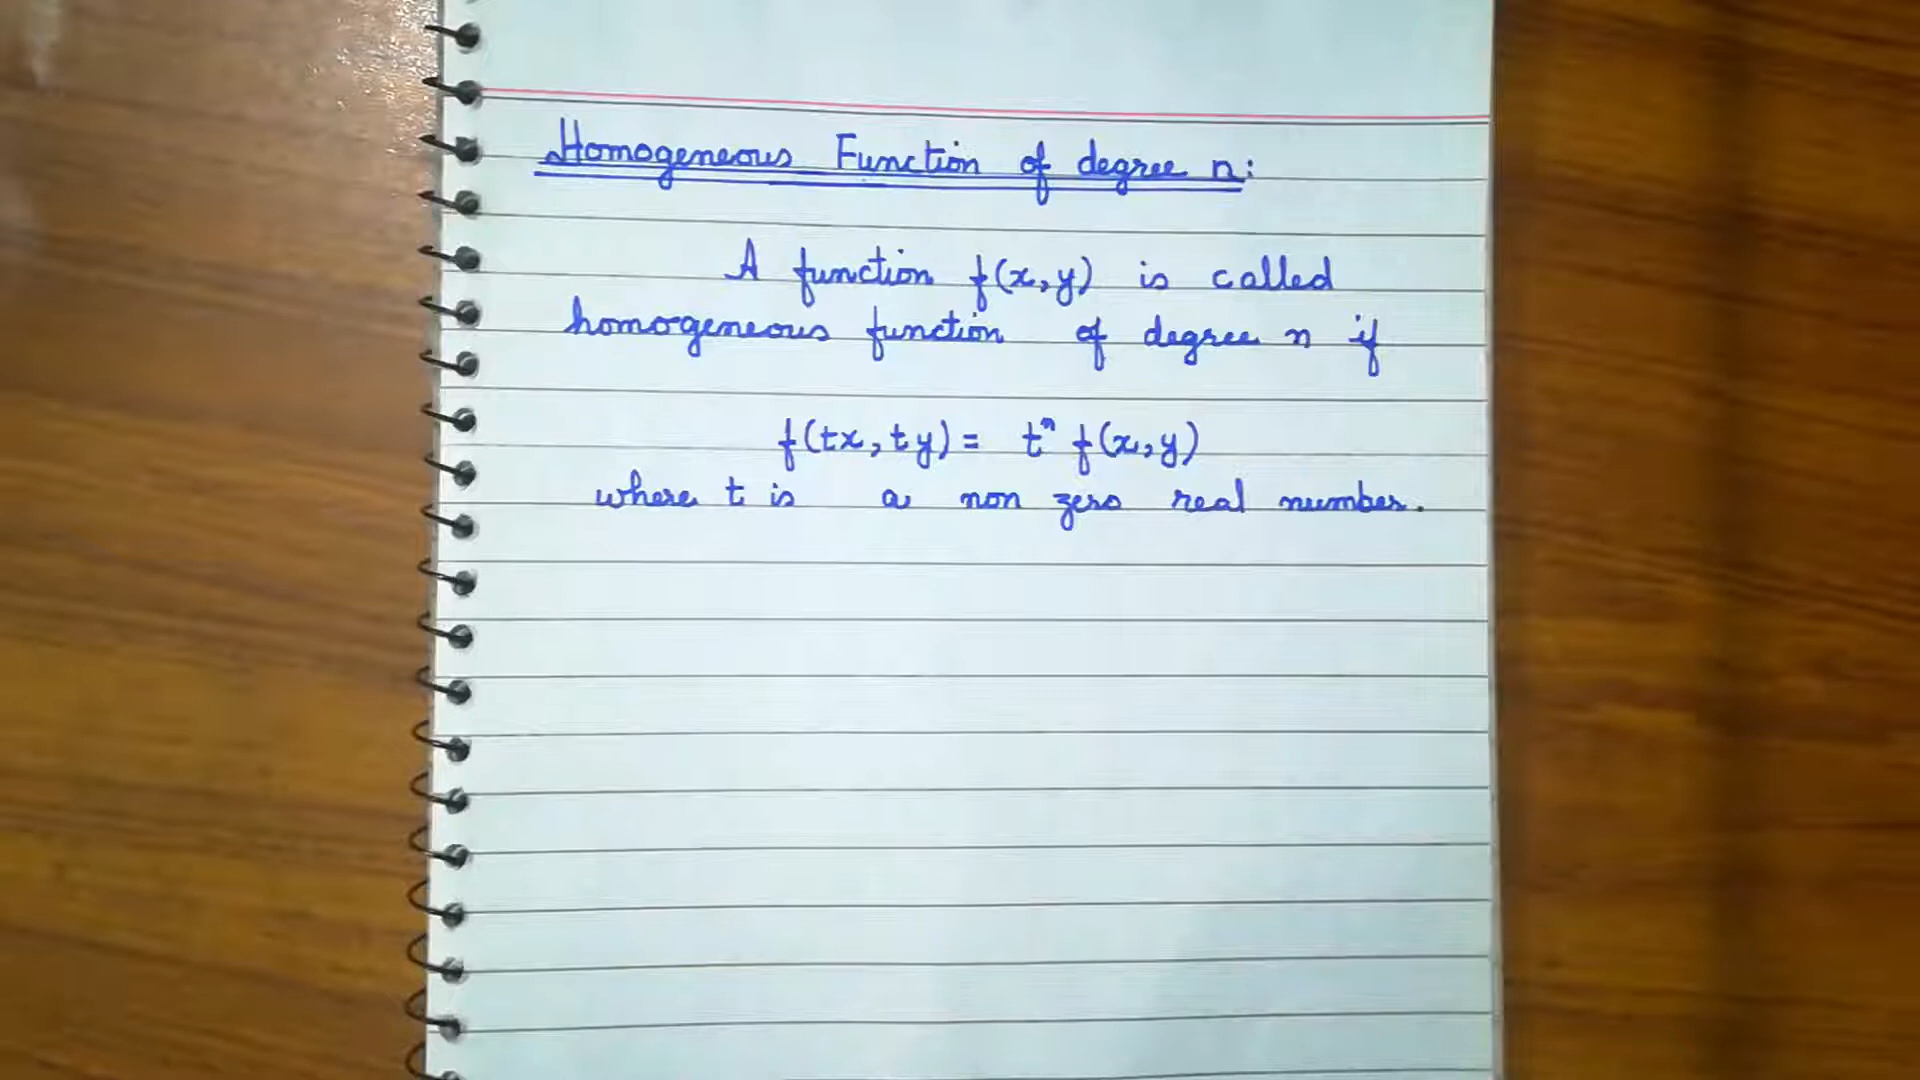 Homogeneous Function of degree n:
A function f(x,y) is called
homogeneous function of degree n if
f(tx,ty) = tⁿ f(x,y)
where t is a non zero real number.